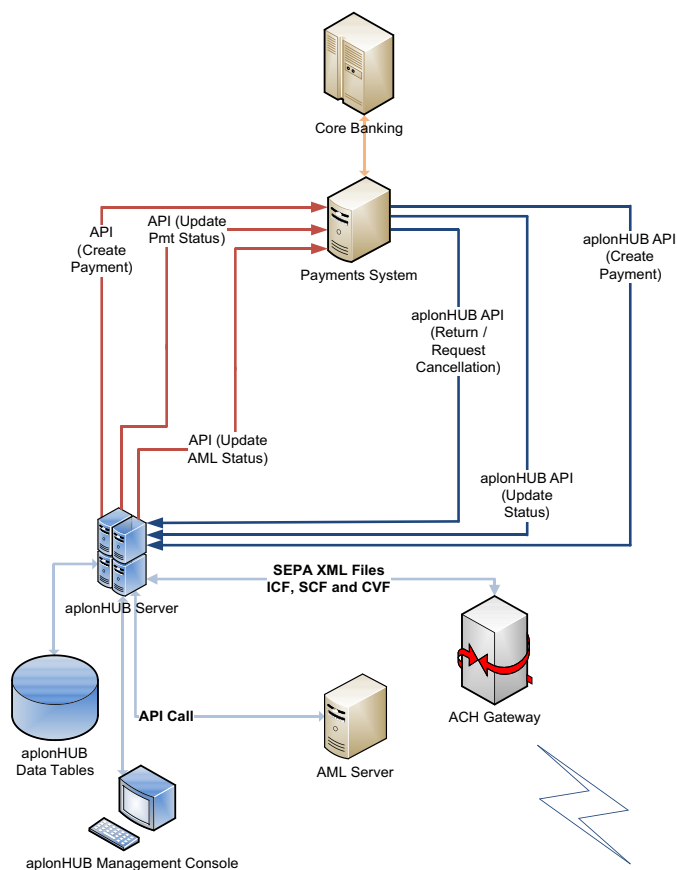 Core Banking
API
(Create
Payment)
API (Update
Pmt Status)
Payments System
aplonHUB API
(Create
Payment)
aplonHUB API
(Return /
Request
Cancellation)
API (Update
AML Status)
aplonHUB API
(Update
Status)
SEPA XML Files
ICF, SCF and CVF
aplonHUB Server
ACH Gateway
API Call
aplonHUB
Data Tables
AML Server
aplonHUB Management Console